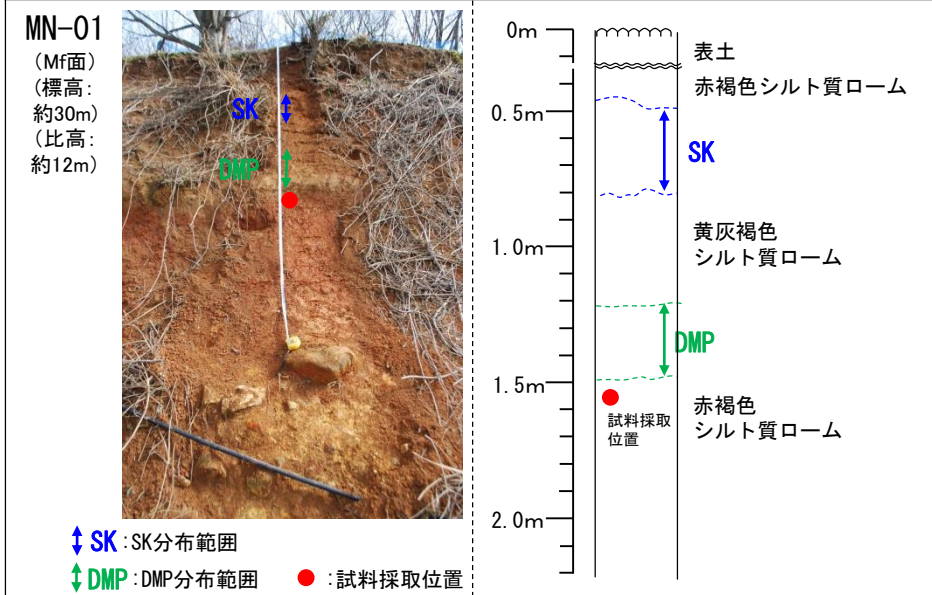 MN-01
（Mf面）
（標高：
約30m）
（比高：
約12m）
SK
DMP
SK：SK分布範囲
DMP：DMP分布範囲
：試料採取位置
0m
0.5m
1.0m
1.5m
2.0m
表土
赤褐色シルト質ローム
SK
黄灰褐色
シルト質ローム
DMP
試料採取
位置
赤褐色
シルト質ローム